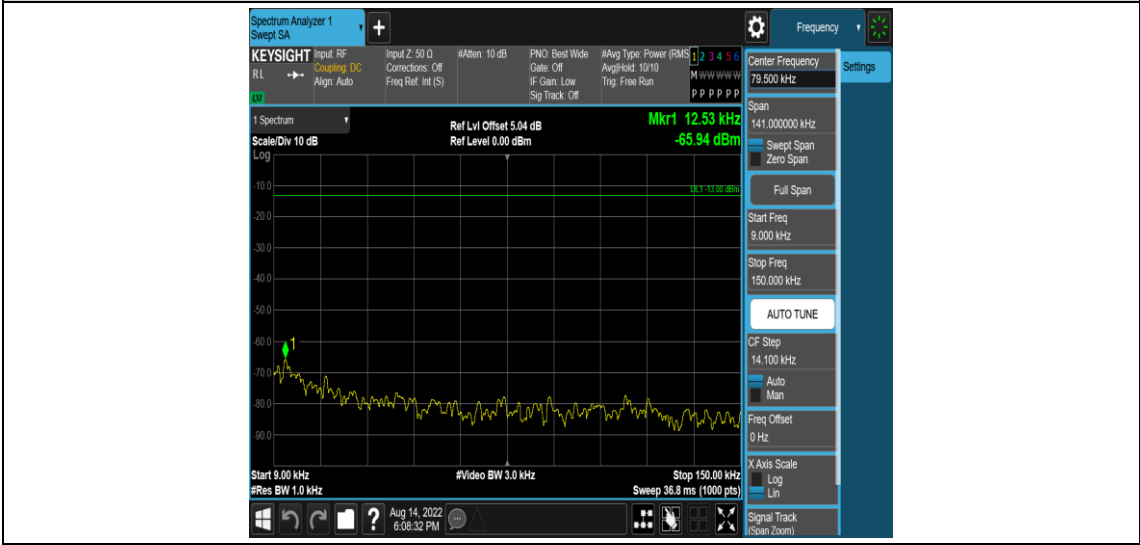 Spectrum Analyzer 1
Swept SA
+
Frequency
KEYSIGHT
RL
LM
Input: RF
Coupling: DC
Align: Auto
Input Z: 50 Ω
Corrections: Off
Freq Ref: Int (S)
#Atten: 10 dB
PNO: Best Wide
Gate: Off
IF Gain: Low
Sig Track: Off
#Avg Type: Power (RMS
Avg|Hold: 10/10
Trig: Free Run
1 2 3 4 5 6
M W W W W W
P P P P P P
1 Spectrum
Scale/Div 10 dB
Log
Ref Lvl Offset 5.04 dB
Ref Level 0.00 dBm
Mkr1 12.53 kHz
-65.94 dBm
DL1 -13.00 dBm
-10.0
-20.0
-30.0
-40.0
-50.0
-60.0
-70.0
-80.0
-90.0
1
Start 9.00 kHz
#Res BW 1.0 kHz
#Video BW 3.0 kHz
Stop 150.00 kHz
Sweep 36.8 ms (1000 pts)
?
Aug 14, 2022
6:08:32 PM
Center Frequency
79.500 kHz
Span
141.000000 kHz
Swept Span
Zero Span
Full Span
Start Freq
9.000 kHz
Stop Freq
150.000 kHz
AUTO TUNE
CF Step
14.100 kHz
Auto
Man
Freq Offset
0 Hz
X Axis Scale
Log
Lin
Signal Track
(Span Zoom)
Settings